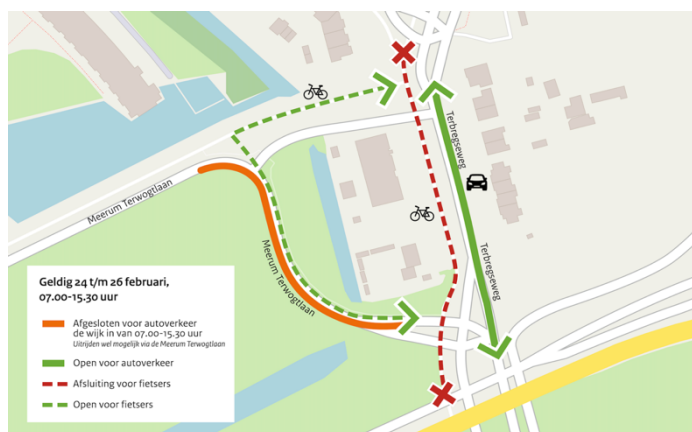 Terbregseweg
Meerum Terwogtlaan
Meerum Terwogtlaan
Terbregseweg
Geldig 24 t/m 26 februari,
07.00-15.30 uur
Afgesloten voor autoverkeer
de wijk in van 07.00-15.30 uur
Uitrijden wel mogelijk via de Meerum Terwogtlaan
Open voor autoverkeer
Afsluiting voor fietsers
Open voor fietsers